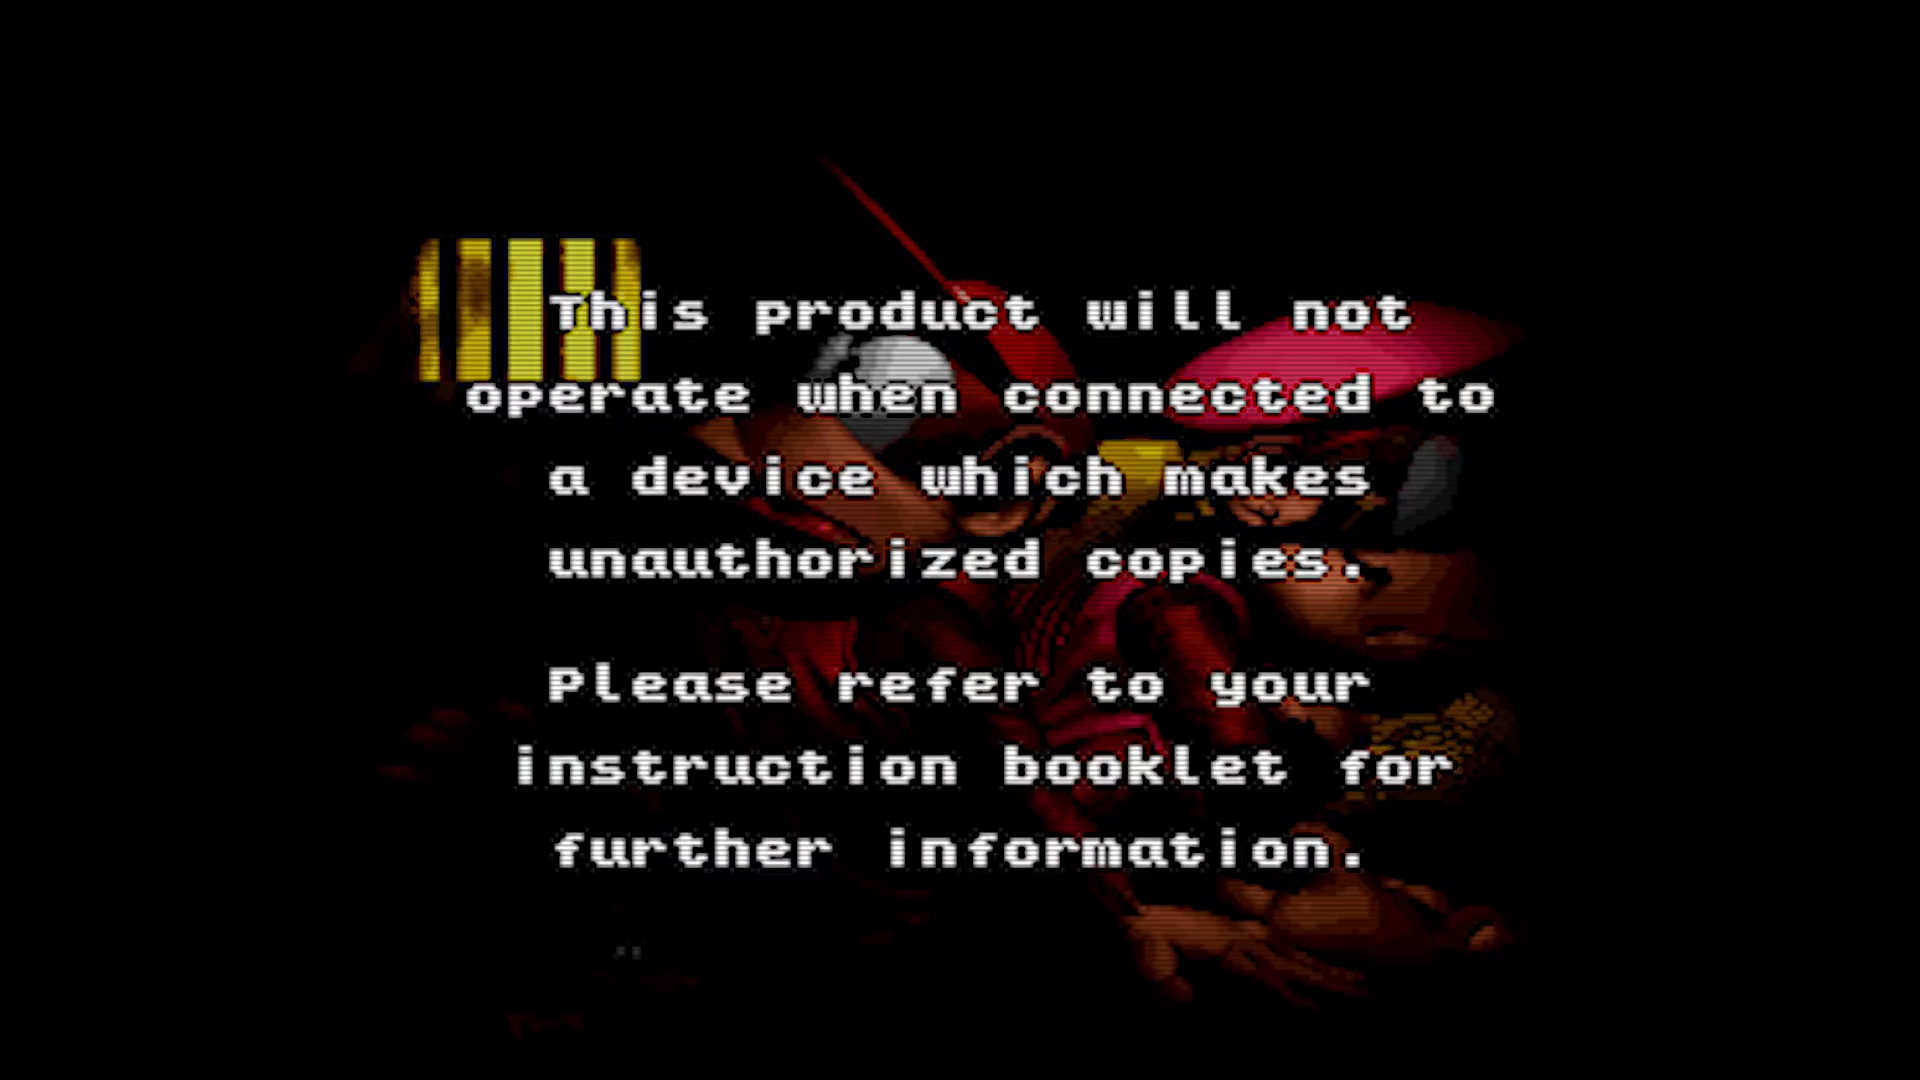 This product will not
operate when connected to
a device which makes
unauthorized copies.
Please refer to your
instruction booklet for
further information.